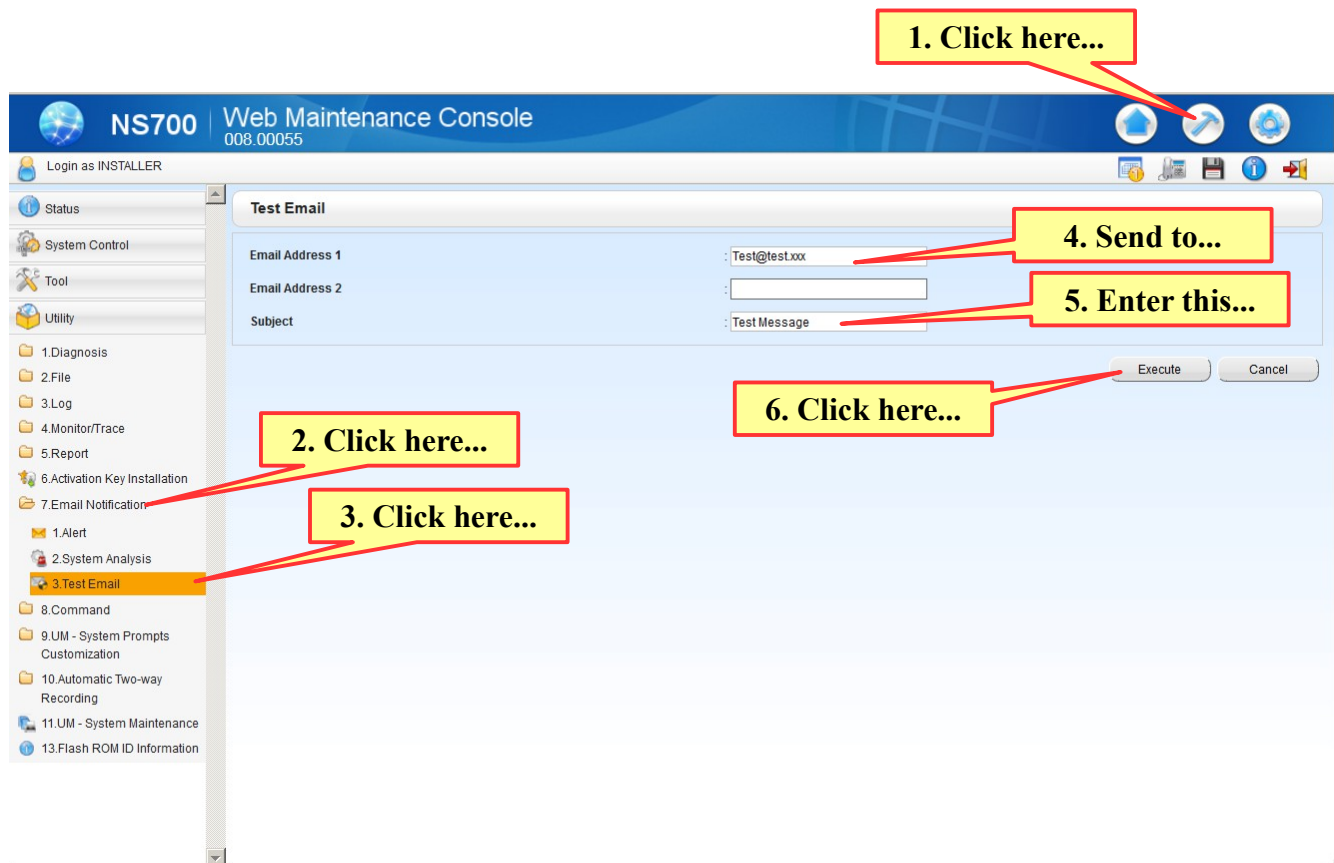 1. Click here...
NS700
Web Maintenance Console
008.00055
Login as INSTALLER
Status
System Control
Tool
Utility
1.Diagnosis
2.File
3.Log
4.Monitor/Trace
5.Report
6.Activation Key Installation
7.Email Notification
1.Alert
2.System Analysis
3.Test Email
8.Command
9.UM - System Prompts
Customization
10.Automatic Two-way
Recording
11.UM - System Maintenance
13.Flash ROM ID Information
Test Email
Email Address 1
: Test@test.xxx
4. Send to...
Email Address 2
:
5. Enter this...
Subject
: Test Message
Execute
Cancel
6. Click here...
2. Click here...
3. Click here...